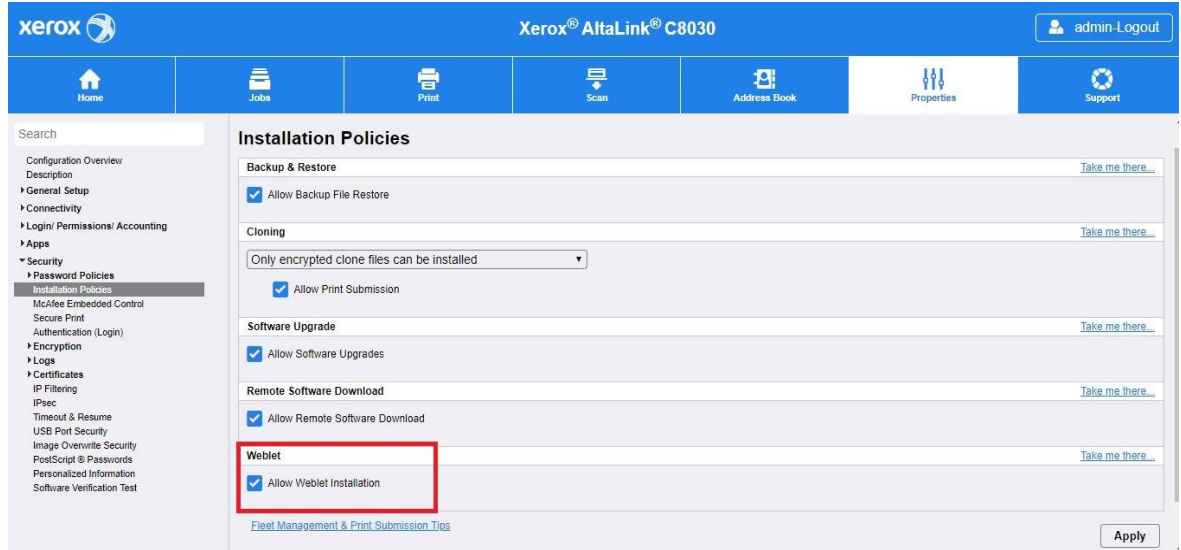 xerox
Xerox® AltaLink® C8030
admin-Logout
Home
Jobs
Print
Scan
Address Book
Properties
Support
Search
Configuration Overview
Description
General Setup
Connectivity
Login/ Permissions/ Accounting
Apps
Security
Password Policies
Installation Policies
McAfee Embedded Control
Secure Print
Authentication (Login)
Encryption
Logs
Certificates
IP Filtering
IPsec
Timeout & Resume
USB Port Security
Image Overwrite Security
PostScript ® Passwords
Personalized Information
Software Verification Test
Installation Policies
Backup & Restore Take me there...
Allow Backup File Restore
Cloning Take me there...
Only encrypted clone files can be installed
Allow Print Submission
Software Upgrade Take me there...
Allow Software Upgrades
Remote Software Download Take me there...
Allow Remote Software Download
Weblet Take me there...
Allow Weblet Installation
Fleet Management & Print Submission Tips
Apply